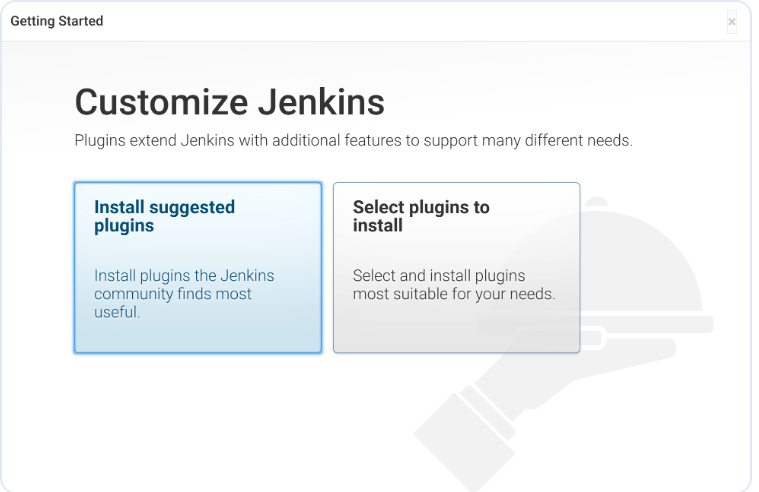 Getting Started
×
Customize Jenkins
Plugins extend Jenkins with additional features to support many different needs.
Install suggested
plugins
Install plugins the Jenkins
community finds most
useful.
Select plugins to
install
Select and install plugins
most suitable for your needs.